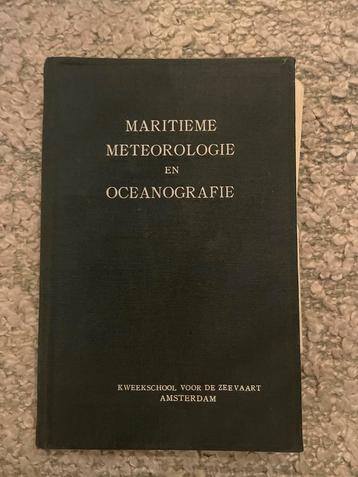 MARITIEME
METEOROLOGIE
EN
OCEANOGRAFIE
KWEEKSCHOOL VOOR DE ZEEVAART
AMSTERDAM